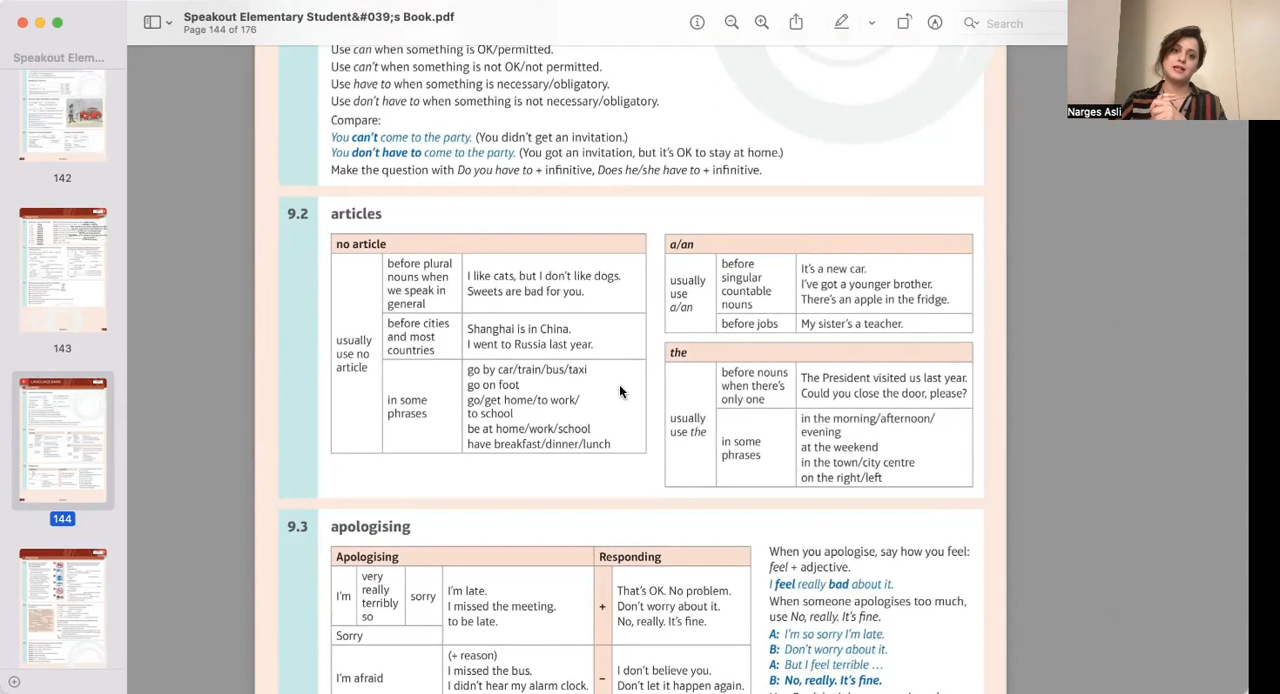 Speakout Elementary Student&#039;s Book.pdf
Page 144 of 176
Search
Speakout Elem...
142
143
144
Narges Asli
Use can when something is OK/permitted.
Use can't when something is not OK/not permitted.
Use have to when something is necessary/obligatory.
Use don't have to when something is not necessary/obligatory.
Compare:
You can't come to the party. (You didn't get an invitation.)
You don't have to come to the party. (You got an invitation, but it's OK to stay at home.)
Make the question with Do you have to + infinitive, Does he/she have to + infinitive.
9.2 articles
no article
usually
use no
article
before plural
nouns when
we speak in
general
I like cats, but I don't like dogs.
are bad for you.
before cities
and most
countries
Shanghai is in China.
I went to Russia last year.
in some
phrases
go by car/train/bus/taxi
go on foot
go/get home/to work/
to school
be at home/work/school
have breakfast/dinner/lunch
a/an
usually
use
a/an
before
singular
countable
nouns
It's a new car.
I've got a younger brother.
There's an apple in the fridge.
before jobs
My sister's a teacher.
the
usually
use the
before nouns
when there's
only one
The President visited us last year.
Could you close the door, please?
in some
phrases
in the morning/afternoon/
evening
at the weekend
in the town/city centre
on the right/left
9.3 apologising
Apologising
Responding
I'm
very
really
terribly
so
sorry
I'm late.
I missed the meeting.
to be late.
+
That's OK. No problem.
Don't worry about it.
No, really. It's fine.
Sorry
I'm afraid
(+ reason)
I missed the bus.
I didn't hear my alarm clock.
–
I don't believe you.
Don't let it happen again.
When you apologise, say how you feel:
feel + adjective.
I feel really bad about it.
When someone apologises too much,
use No, really. It's fine.
A: I'm so sorry I'm late.
B: Don't worry about it.
A: But I feel terrible ...
B: No, really. It's fine.